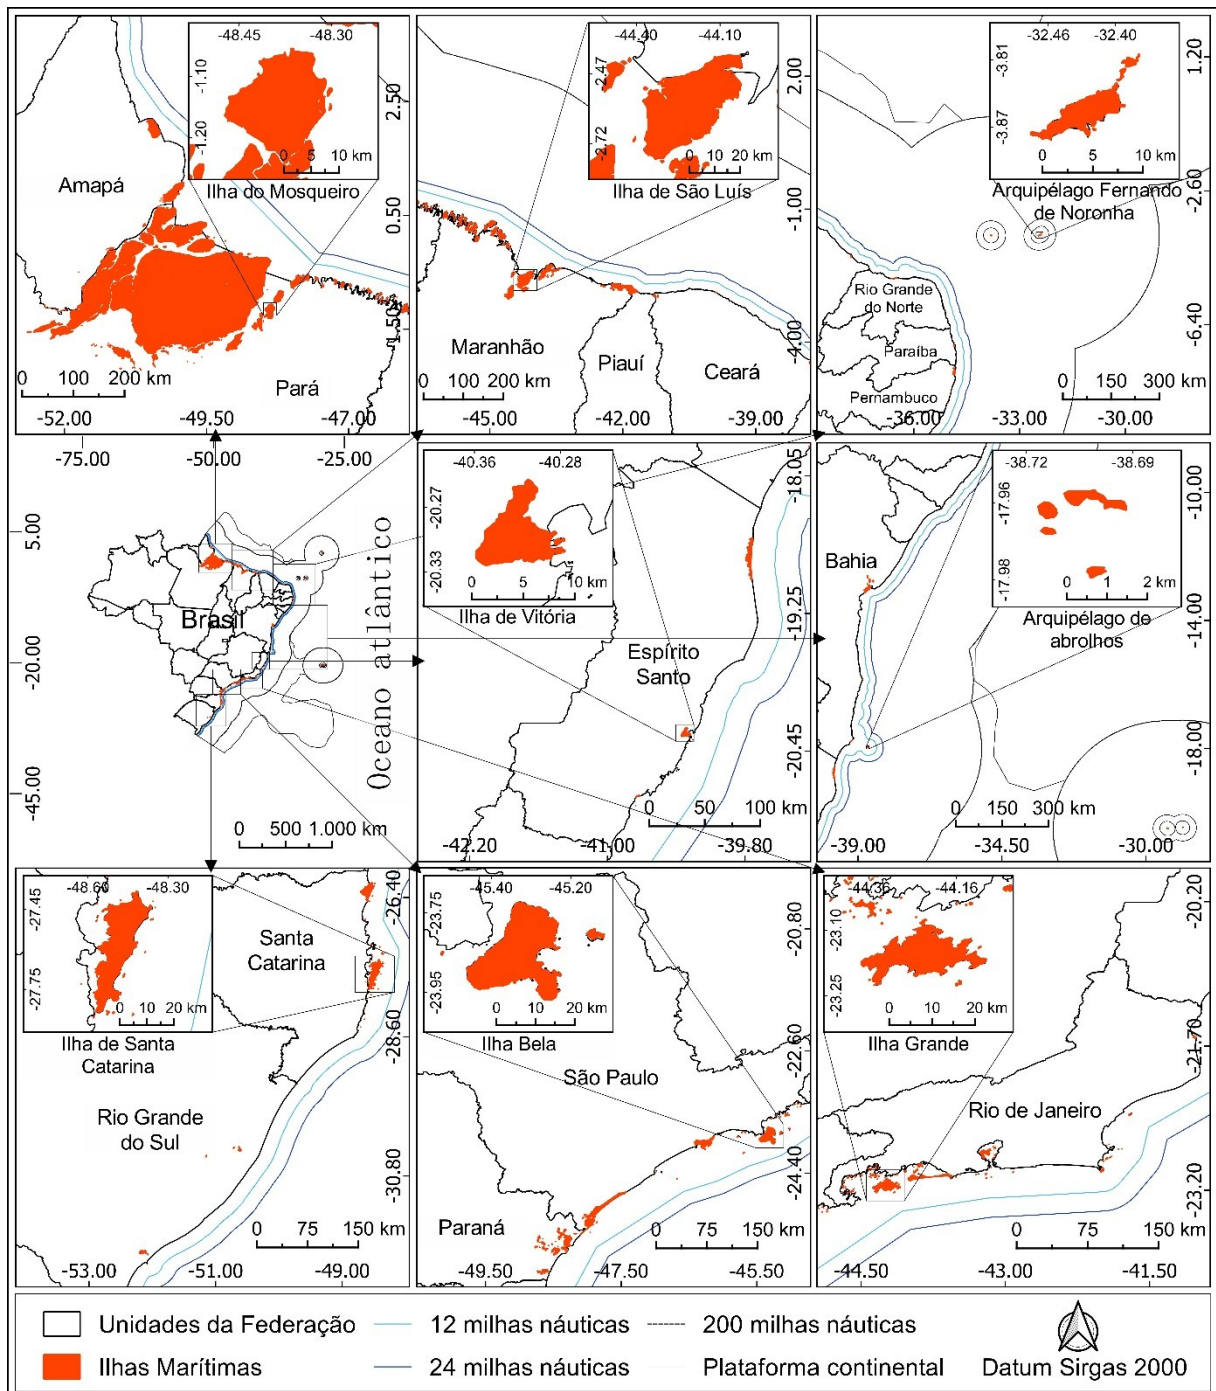 -48.45 -48.30
-1.10
-1.20
0 5 10 km
Ilha do Mosqueiro
Amapá
Pará
2.50
0.50
-1.50
0 100 200 km
-52.00 -49.50 -47.00
-44.40 -44.10
-2.47
-2.72
0 10 20 km
Ilha de São Luís
2.00
-1.00
-4.00
Maranhão
Piauí
Ceará
0 100 200 km
-45.00 -42.00 -39.00
-32.46 -32.40
-3.81
-3.87
0 5 10 km
Arquipélago Fernando
de Noronha
1.20
-2.60
-6.40
Rio Grande
do Norte
Paraíba
Pernambuco
0 150 300 km
-36.00 -33.00 -30.00
-75.00 -50.00 -25.00
5.00
-20.00
-45.00
Brasil
Oceano atlântico
0 500 1.000 km
-40.36 -40.28
-20.27
-20.33
0 5 10 km
Ilha de Vitória
Espírito
Santo
-18.05
-19.25
-20.45
0 50 100 km
-42.20 -41.00 -39.80
-38.72 -38.69
-17.96
-17.98
0 1 2 km
Arquipélago de
abrolhos
Bahia
-10.00
-14.00
-18.00
0 150 300 km
-39.00 -34.50 -30.00
-48.60 -48.30
-27.45
-27.75
0 10 20 km
Ilha de Santa
Catarina
Santa
Catarina
Rio Grande
do Sul
-26.40
-28.60
-30.80
0 75 150 km
-53.00 -51.00 -49.00
-45.40 -45.20
-23.75
-23.95
0 10 20 km
Ilha Bela
São Paulo
Paraná
-20.80
-22.60
-24.40
0 75 150 km
-49.50 -47.50 -45.50
-44.36 -44.16
-23.10
-23.25
0 10 20 km
Ilha Grande
Rio de Janeiro
-20.20
-21.70
-23.20
0 75 150 km
-44.50 -43.00 -41.50
Unidades da Federação 12 milhas náuticas 200 milhas náuticas
Ilhas Marítimas 24 milhas náuticas Plataforma continental Datum Sirgas 2000